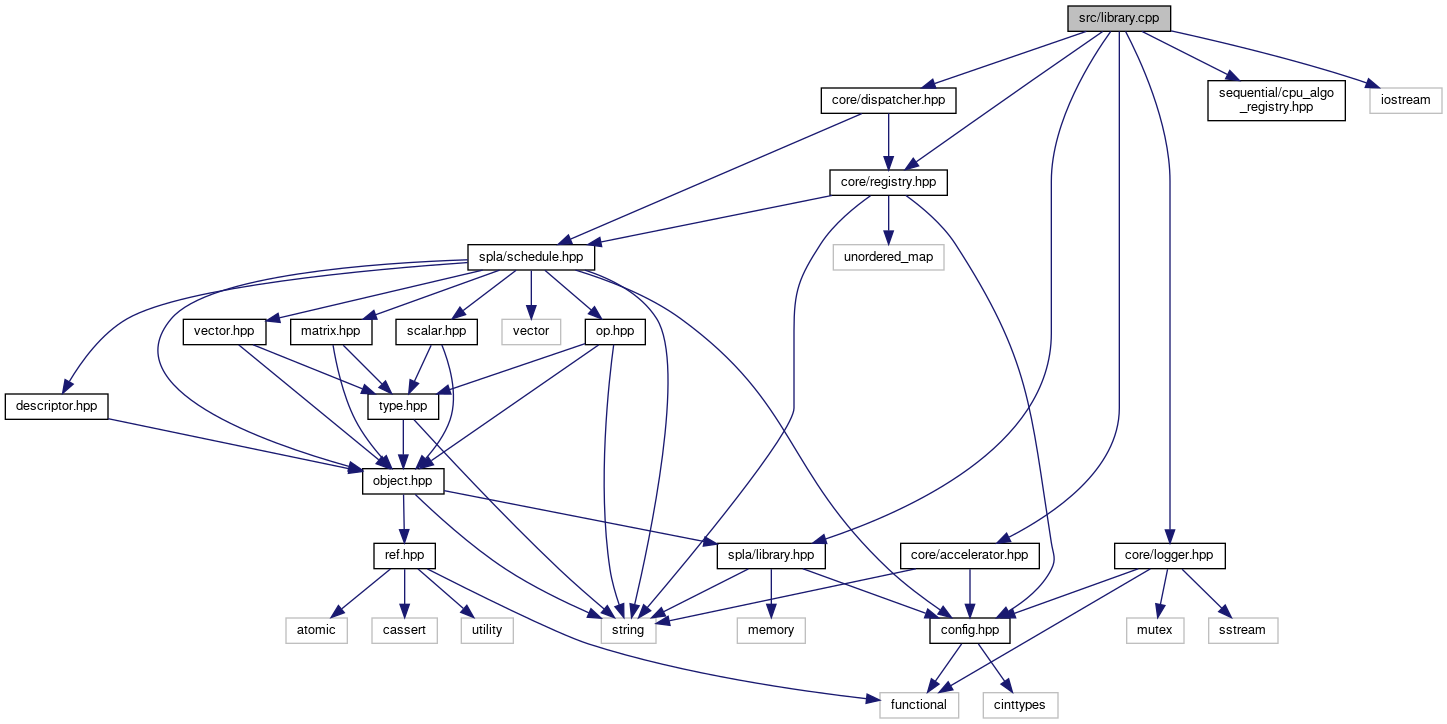 src/library.cpp
core/dispatcher.hpp
sequential/cpu_algo
_registry.hpp
iostream
core/registry.hpp
spla/schedule.hpp
unordered_map
vector.hpp
matrix.hpp
scalar.hpp
vector
op.hpp
descriptor.hpp
type.hpp
object.hpp
ref.hpp
spla/library.hpp
core/accelerator.hpp
core/logger.hpp
atomic
cassert
utility
string
memory
config.hpp
mutex
sstream
functional
cinttypes